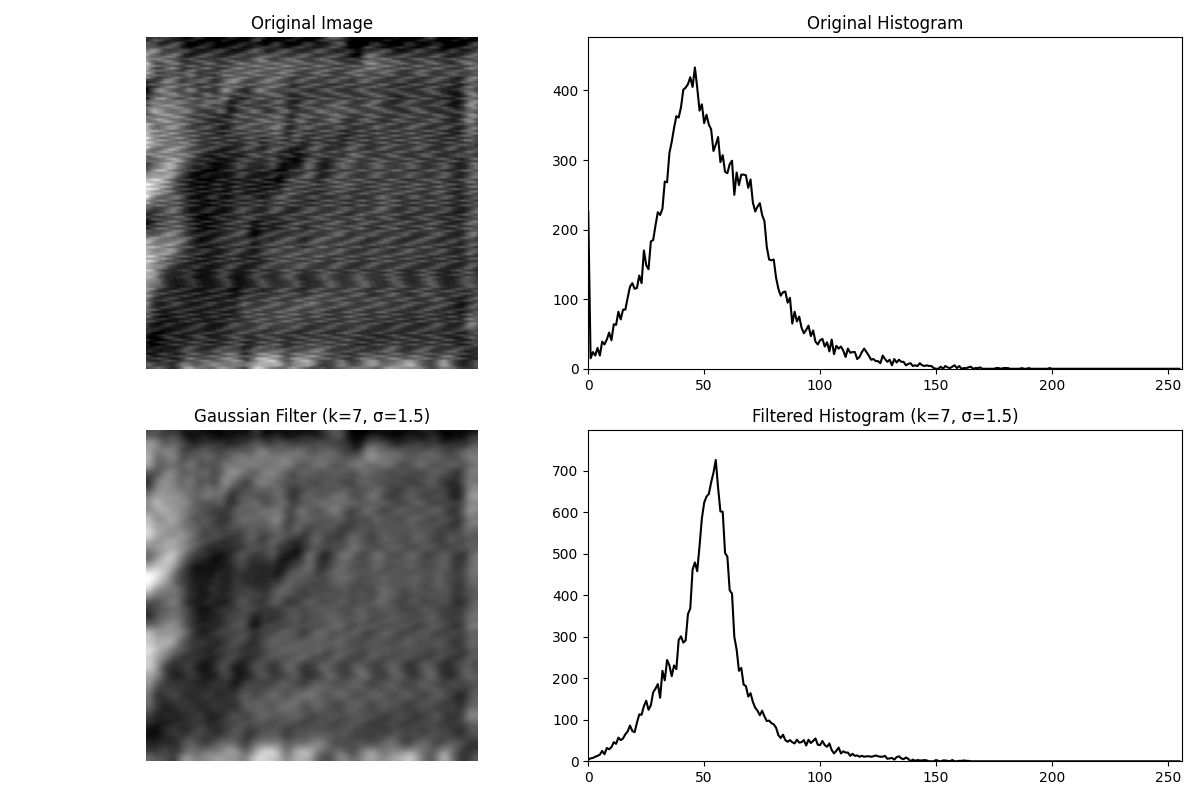 Original Image
Original Histogram
400
300
200
100
0
0 50 100 150 200 250
Gaussian Filter (k=7, σ=1.5)
Filtered Histogram (k=7, σ=1.5)
700
600
500
400
300
200
100
0
0 50 100 150 200 250